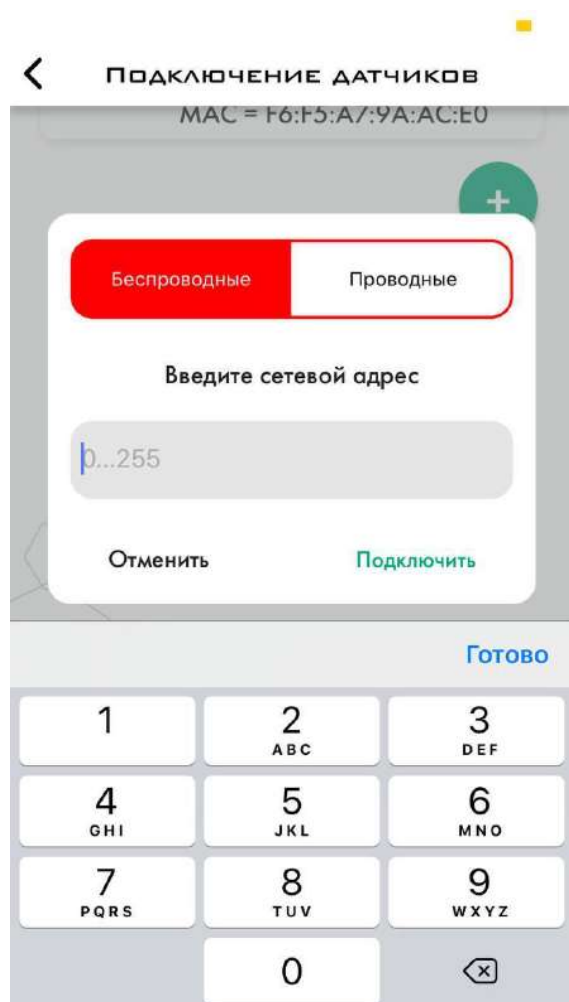 Подключение датчиков
MAC = F6:F5:A7:9A:AC:E0
+
Беспроводные Проводные
Введите сетевой адрес
0...255
Отменить Подключить
Готово
1 2 3
ABC DEF
4 5 6
GHI JKL MNO
7 8 9
PQRS TUV WXYZ
0